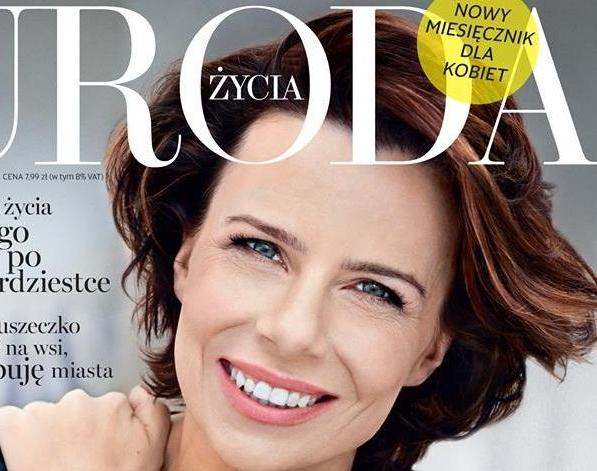 URODA
ŻYCIA
NOWY
MIESIĘCZNIK
DLA
KOBIET
CENA 7,99 zł (w tym 8% VAT)
życia
go
po
rdziestce
uszeczko
na wsi,
buję miasta